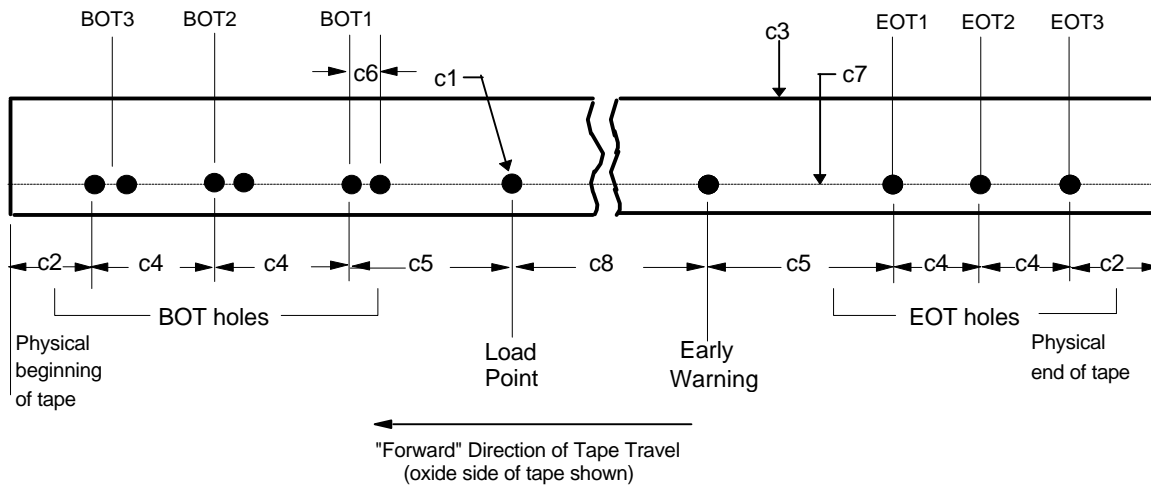 BOT3 BOT2 BOT1 EOT1 EOT2 EOT3
c3
c6 c1 c7
c2 c4 c4 c5 c8 c5 c4 c4 c2
BOT holes EOT holes
Physical
beginning
of tape
Load
Point
Early
Warning
Physical
end of tape
"Forward" Direction of Tape Travel
(oxide side of tape shown)